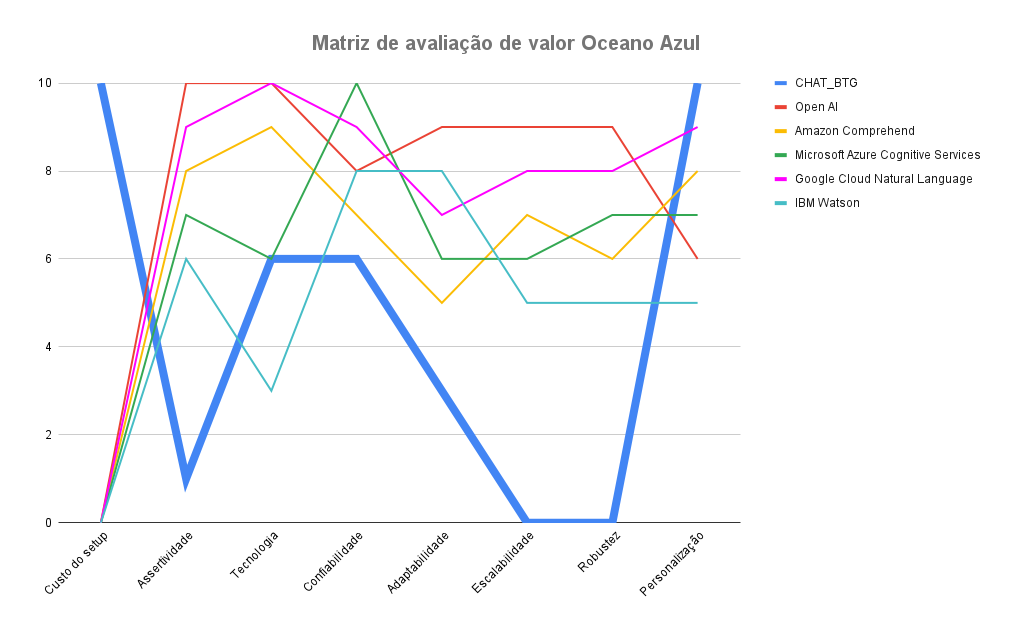 Matriz de avaliação de valor Oceano Azul
10
8
6
4
2
0
Custo do setup
Assertividade
Tecnologia
Confiabilidade
Adaptabilidade
Escalabilidade
Robustez
Personalização
CHAT_BTG
Open AI
Amazon Comprehend
Microsoft Azure Cognitive Services
Google Cloud Natural Language
IBM Watson